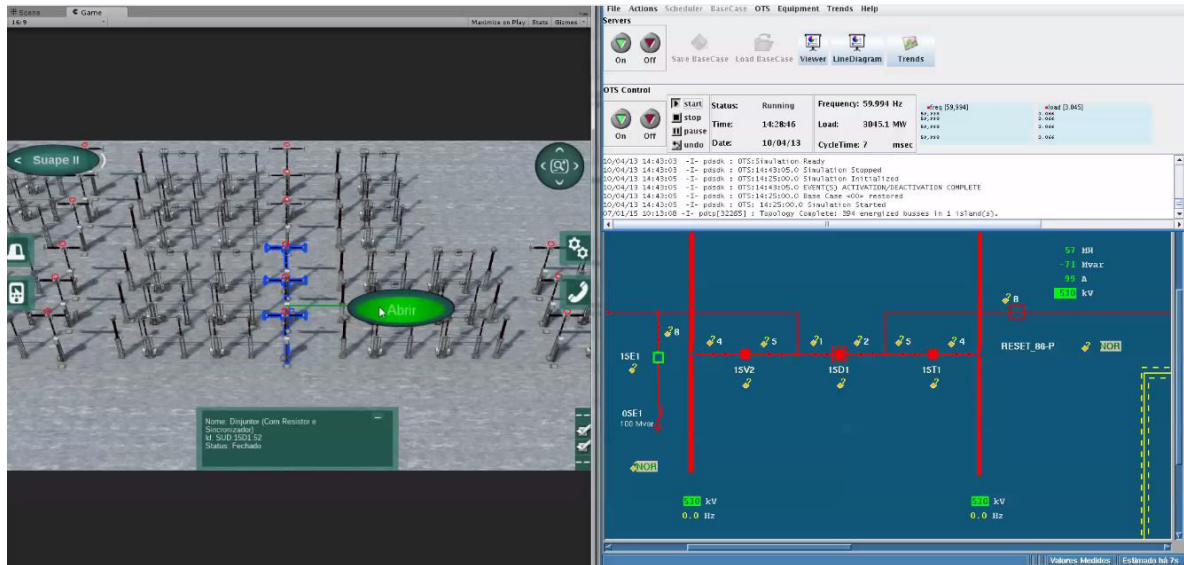 Scene
Game
16:9
Maximize on Play
Stats
Gizmos
< Suape II
Abrir
Nome: Disjuntor (Com Resistor e
Sincronizador)
Id: SUD:15D1:52
Status: Fechado
File Actions Scheduler BaseCase OTS Equipment Trends Help
Servers
On
Off
Save BaseCase
Load BaseCase
Viewer
LineDiagram
Trends
OTS Control
On
Off
start
stop
pause
undo
Status: Running
Time: 14:28:46
Date: 10/04/13
Frequency: 59.994 Hz
Load: 3045.1 MW
CycleTime: 7 msec
freq [59,994]
load [3.045]
10/04/13 14:43:03 -I- pdsdk : OTS:Simulation Ready
10/04/13 14:43:05 -I- pdsdk : OTS:14:43:05.0 Simulation Stopped
10/04/13 14:43:05 -I- pdsdk : OTS:14:25:00.0 Simulation Initialized
10/04/13 14:43:05 -I- pdsdk : OTS:14:43:05.0 EVENT(S) ACTIVATION/DEACTIVATION COMPLETE
10/04/13 14:43:05 -I- pdsdk : OTS:14:25:00.0 Base Case <00> restored
10/04/13 14:43:05 -I- pdsdk : OTS: 14:25:00.0 Simulation Started
07/01/15 10:13:08 -I- pdtp[32265] : Topology Complete: 394 energized busses in 1 island(s).
57 MW
-71 Mvar
99 A
530 kV
8
8
4
5
1
2
5
4
RESET_86-P
NOR
15E1
15V2
15D1
15T1
05E1
100 Mvar
NOR
530 kV
0.0 Hz
530 kV
0.0 Hz
Valores Medidos
Estimado há 7s